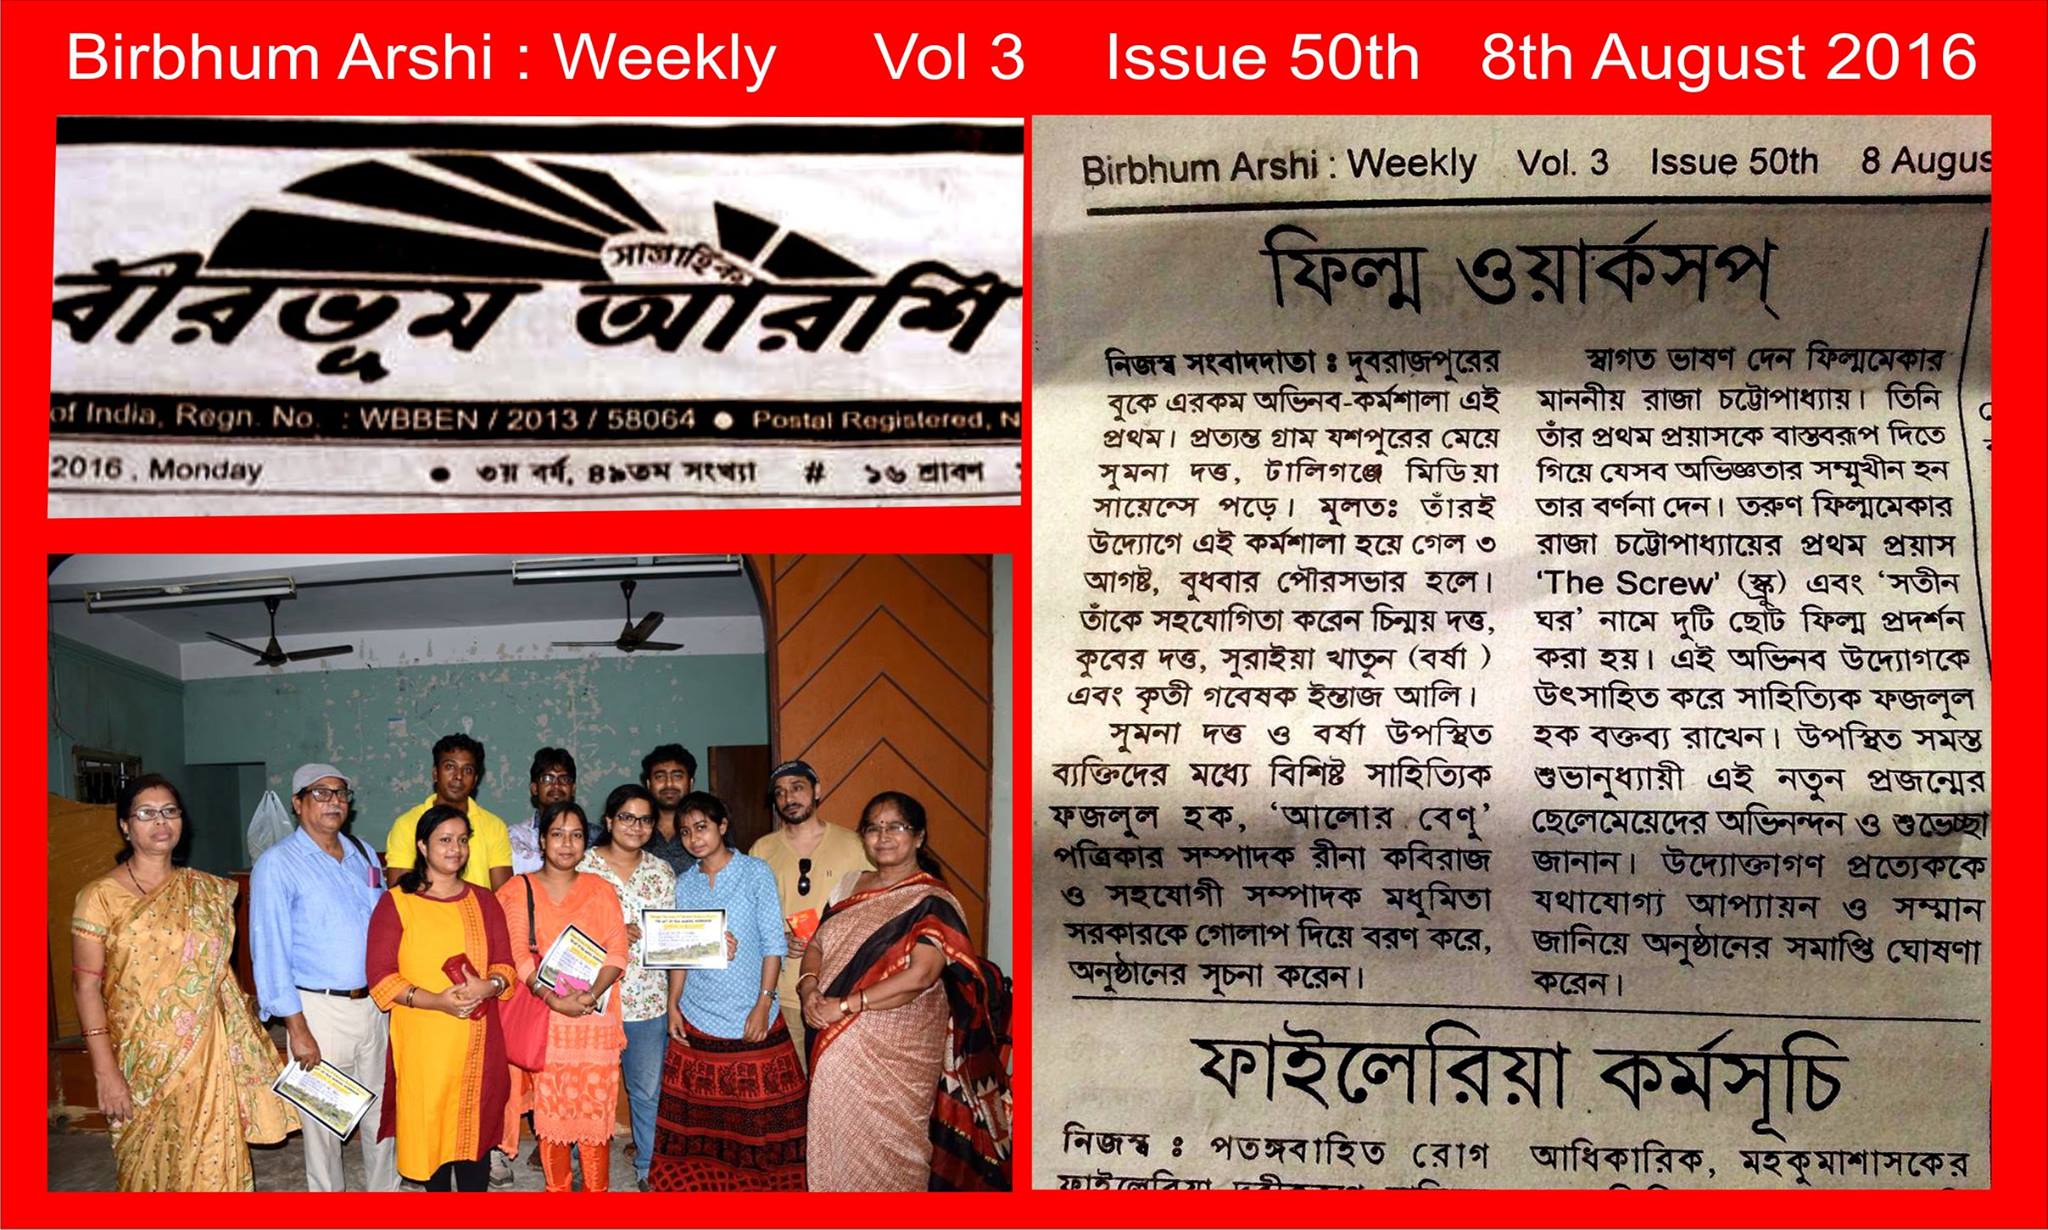 Birbhum Arshi : Weekly Vol 3 Issue 50th 8th August 2016
সাপ্তাহিক
বীরভূম আরশি
of India, Regn. No. : WBBEN / 2013 / 58064 ● Postal Registered, N
2016 , Monday ● ৩য় বর্ষ, ৪৯তম সংখ্যা # ১৬ শ্রাবণ
Birbhum Arshi : Weekly Vol. 3 Issue 50th 8 Augus
ফিল্ম ওয়ার্কসপ্
নিজস্ব সংবাদদাতা : দুবরাজপুরের
বুকে এরকম অভিনব-কর্মশালা এই
প্রথম। প্রত্যন্ত গ্রাম যশপুরের মেয়ে
সুমনা দত্ত, টালিগঞ্জে মিডিয়া
সায়েন্সে পড়ে। মূলতঃ তাঁরই
উদ্যোগে এই কর্মশালা হয়ে গেল ৩
আগষ্ট, বুধবার পৌরসভার হলে।
তাঁকে সহযোগিতা করেন চিন্ময় দত্ত,
কুবের দত্ত, সুরাইয়া খাতুন (বর্ষা )
এবং কৃতী গবেষক ইন্তাজ আলি।
সুমনা দত্ত ও বর্ষা উপস্থিত
ব্যক্তিদের মধ্যে বিশিষ্ট সাহিত্যিক
ফজলুল হক, ‘আলোর বেণু’
পত্রিকার সম্পাদক রীনা কবিরাজ
ও সহযোগী সম্পাদক মধুমিতা
সরকারকে গোলাপ দিয়ে বরণ করে,
অনুষ্ঠানের সূচনা করেন।
স্বাগত ভাষণ দেন ফিল্মমেকার
মাননীয় রাজা চট্টোপাধ্যায়। তিনি
তাঁর প্রথম প্রয়াসকে বাস্তবরূপ দিতে
গিয়ে যেসব অভিজ্ঞতার সম্মুখীন হন
তার বর্ণনা দেন। তরুণ ফিল্মমেকার
রাজা চট্টোপাধ্যায়ের প্রথম প্রয়াস
‘The Screw’ (স্ক্রু) এবং ‘সতীন
ঘর’ নামে দুটি ছোট ফিল্ম প্রদর্শন
করা হয়। এই অভিনব উদ্যোগকে
উৎসাহিত করে সাহিত্যিক ফজলুল
হক বক্তব্য রাখেন। উপস্থিত সমস্ত
শুভানুধ্যায়ী এই নতুন প্রজন্মের
ছেলেমেয়েদের অভিনন্দন ও শুভেচ্ছা
জানান। উদ্যোক্তাগণ প্রত্যেককে
যথাযোগ্য আপ্যায়ন ও সম্মান
জানিয়ে অনুষ্ঠানের সমাপ্তি ঘোষণা
করেন।
ফাইলেরিয়া কর্মসূচি
নিজস্ব : পতঙ্গবাহিত রোগ
আধিকারিক, মহকুমাশাসকের